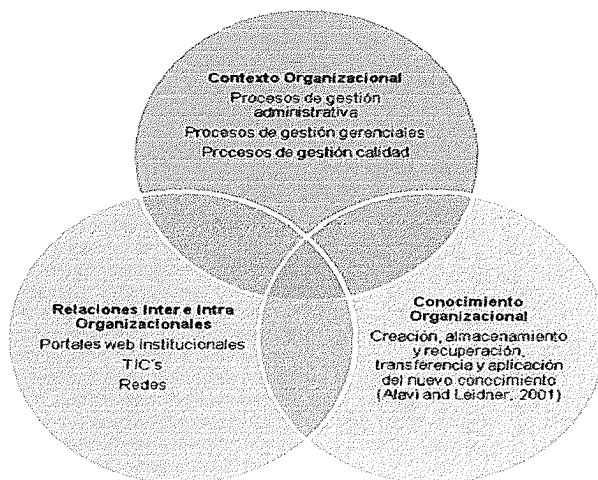 Contexto Organizacional
Procesos de gestión
administrativa
Procesos de gestión gerenciales
Procesos de gestión calidad
Relaciones Inter e Intra
Organizacionales
Portales web institucionales
TIC's
Redes
Conocimiento
Organizacional
Creación, almacenamiento
y recuperación,
transferencia y aplicación
del nuevo conocimiento
(Alavi and Leidner, 2001)